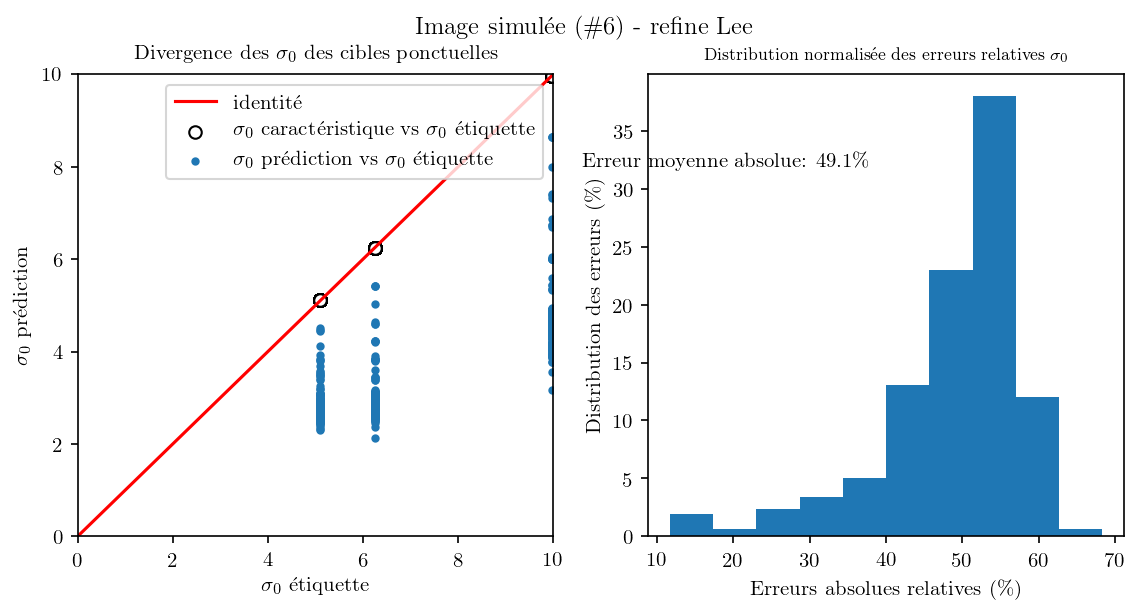 Image simulée (#6) - refine Lee
Divergence des σ₀ des cibles ponctuelles
identité
σ₀ caractéristique vs σ₀ étiquette
σ₀ prédiction vs σ₀ étiquette
σ₀ prédiction
10
8
6
4
2
0
0 2 4 6 8 10
σ₀ étiquette
Distribution normalisée des erreurs relatives σ₀
Erreur moyenne absolue: 49.1%
Distribution des erreurs (%)
35
30
25
20
15
10
5
0
10 20 30 40 50 60 70
Erreurs absolues relatives (%)